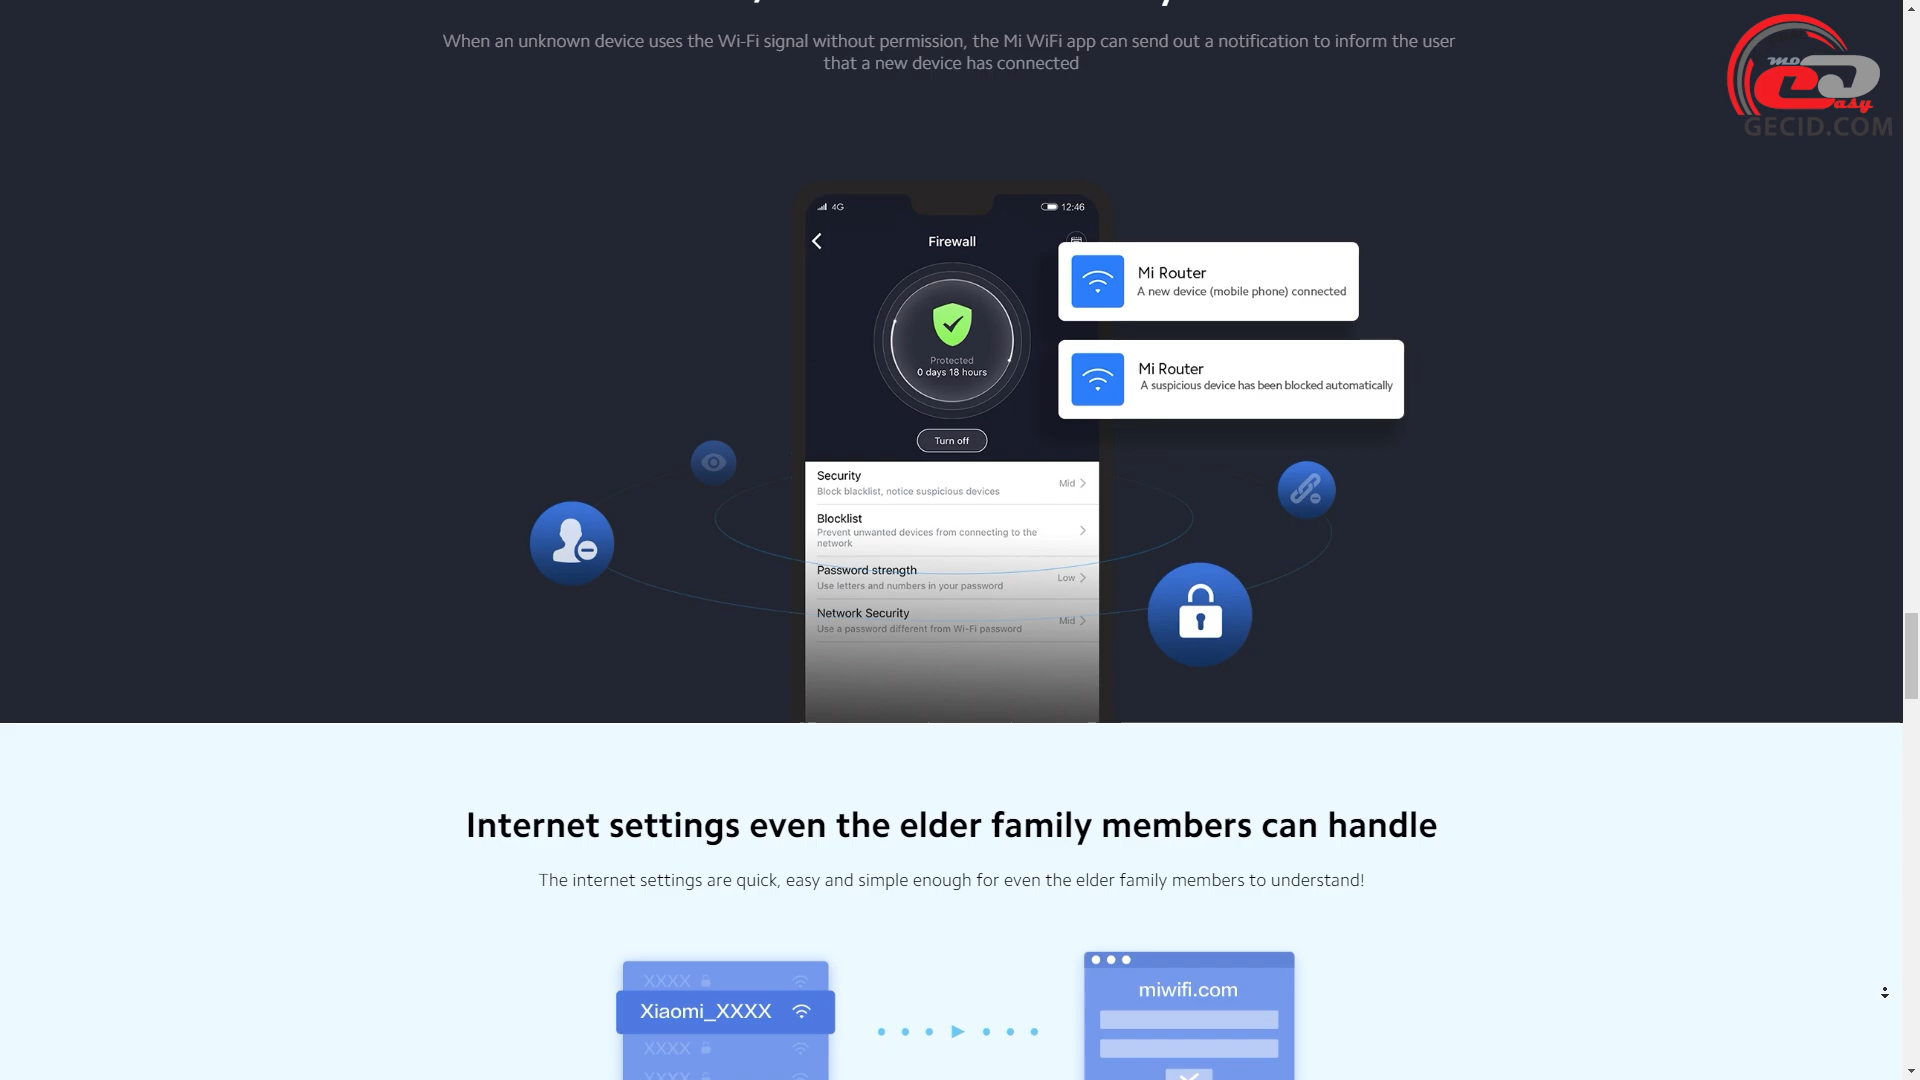 When an unknown device uses the Wi-Fi signal without permission, the Mi WiFi app can send out a notification to inform the user
that a new device has connected
MO
easy
GECID.COM
4G
12:46
Firewall
Mi Router
A new device (mobile phone) connected
Protected
0 days 18 hours
Mi Router
A suspicious device has been blocked automatically
Turn off
Security
Block blacklist, notice suspicious devices
Mid
Blocklist
Prevent unwanted devices from connecting to the
network
Password strength
Use letters and numbers in your password
Low
Network Security
Use a password different from Wi-Fi password
Mid
Internet settings even the elder family members can handle
The internet settings are quick, easy and simple enough for even the elder family members to understand!
XXXX
Xiaomi_XXXX
XXXX
XXXX
miwifi.com